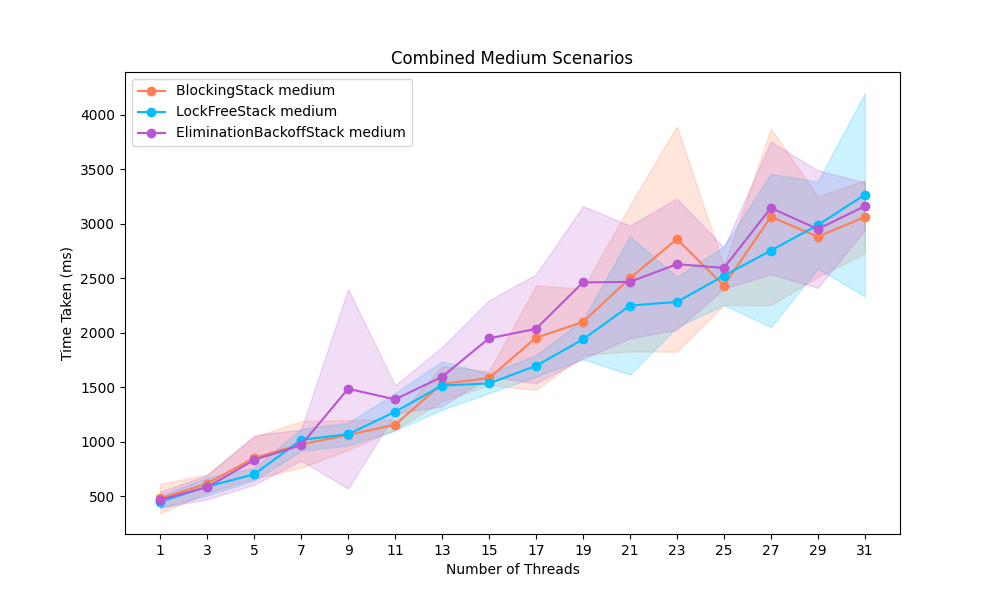 Combined Medium Scenarios
BlockingStack medium
LockFreeStack medium
EliminationBackoffStack medium
Time Taken (ms)
4000
3500
3000
2500
2000
1500
1000
500
1 3 5 7 9 11 13 15 17 19 21 23 25 27 29 31
Number of Threads